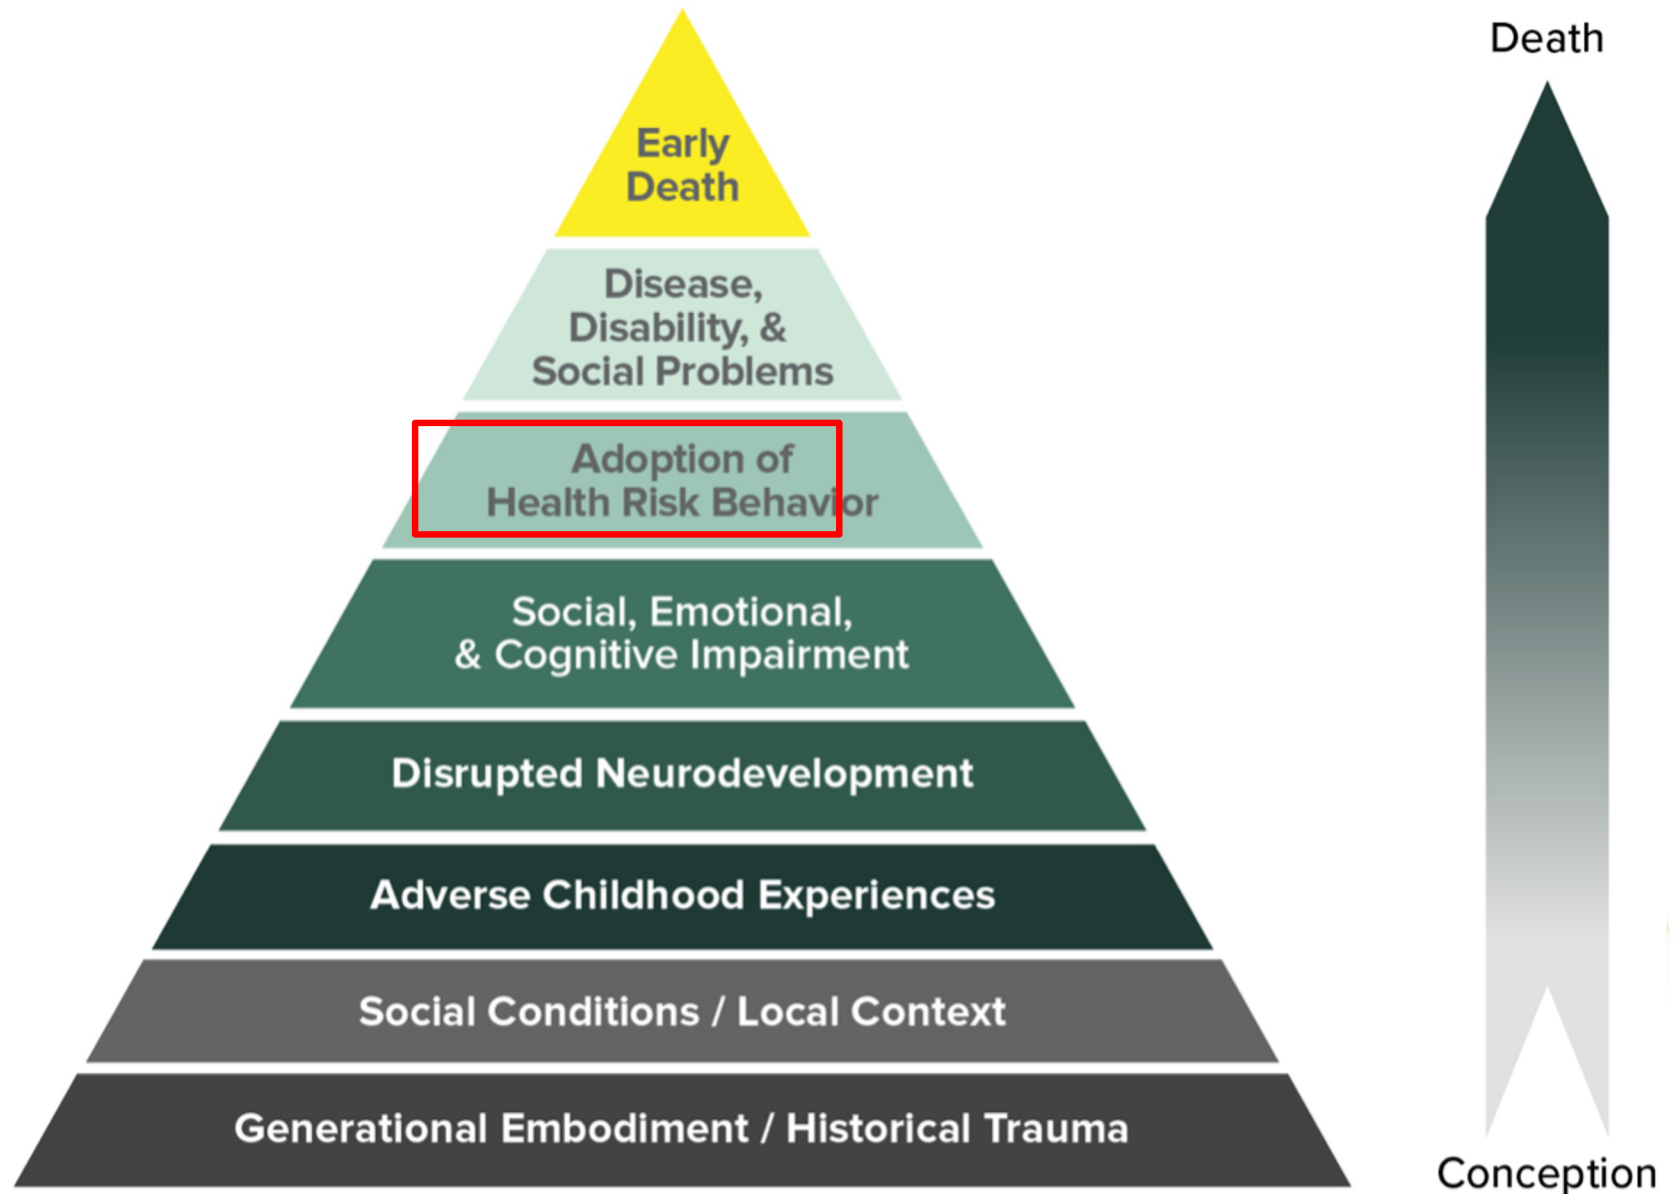 Death
Early
Death
Disease,
Disability, &
Social Problems
Adoption of
Health Risk Behavior
Social, Emotional,
& Cognitive Impairment
Disrupted Neurodevelopment
Adverse Childhood Experiences
Social Conditions / Local Context
Generational Embodiment / Historical Trauma
Conception